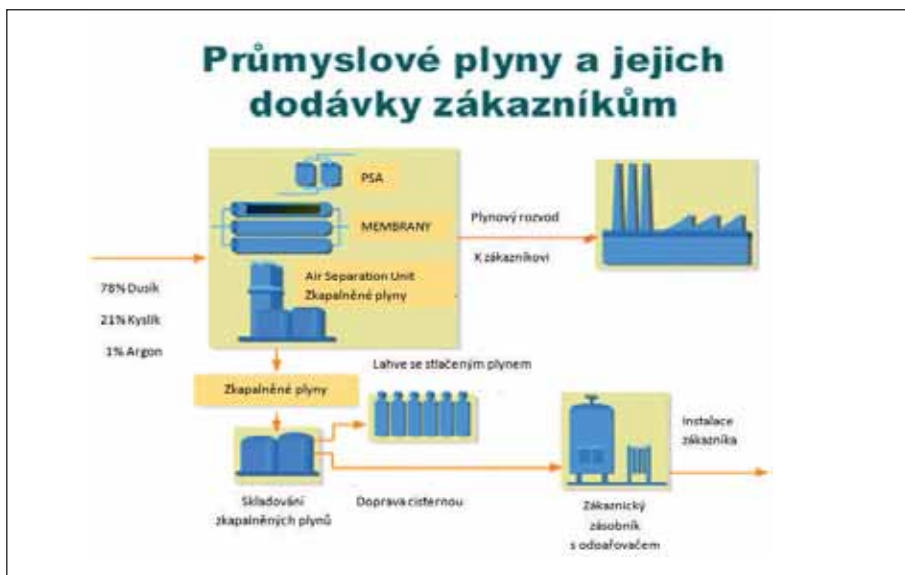 Průmyslové plyny a jejich
dodávky zákazníkům
PSA
MEMBRANY
Air Separation Unit
Zkapalněné plyny
Plynový rozvod
K zákazníkovi
78% Dusík
21% Kyslík
1% Argon
Zkapalněné plyny
Lahve se stlačeným plynem
Instalace
zákazníka
Skladování
zkapalněných plynů
Doprava cisternou
Zákaznický
zásobník
s odpařovačem